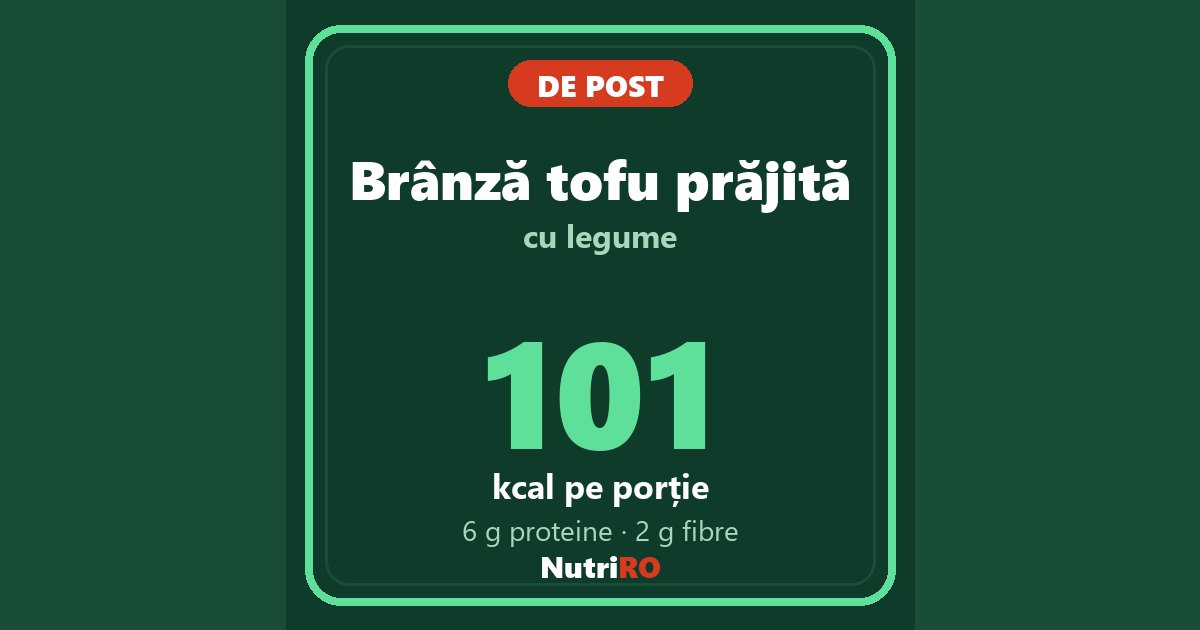 DE POST
Brânză tofu prăjită
cu legume
101
kcal pe porție
6 g proteine · 2 g fibre
NutriRO